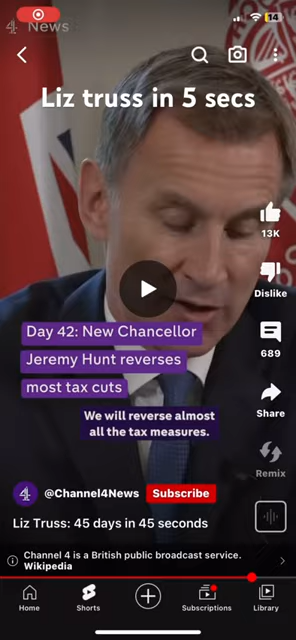 4 News
14
Liz truss in 5 secs
13K
Dislike
Day 42: New Chancellor
Jeremy Hunt reverses
most tax cuts
689
We will reverse almost
all the tax measures.
Share
Remix
4
@Channel4News
Subscribe
Liz Truss: 45 days in 45 seconds
Channel 4 is a British public broadcast service.
Wikipedia
Home
Shorts
Subscriptions
Library